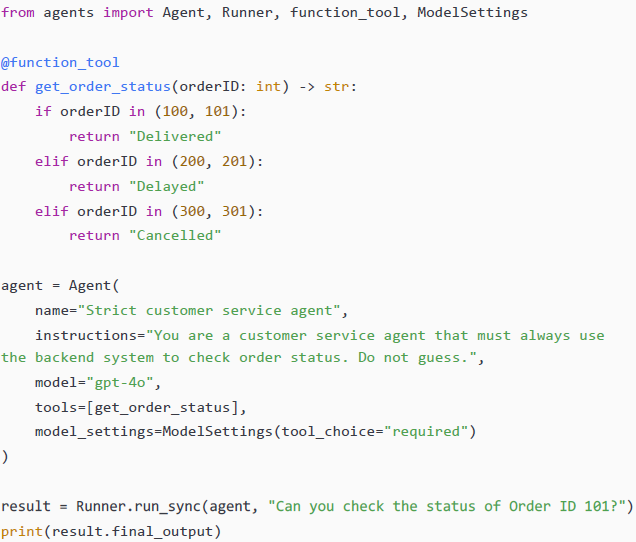 from agents import Agent, Runner, function_tool, ModelSettings

@function_tool
def get_order_status(orderID: int) -> str:
    if orderID in (100, 101):
        return "Delivered"
    elif orderID in (200, 201):
        return "Delayed"
    elif orderID in (300, 301):
        return "Cancelled"

agent = Agent(
    name="Strict customer service agent",
    instructions="You are a customer service agent that must always use
the backend system to check order status. Do not guess.",
    model="gpt-4o",
    tools=[get_order_status],
    model_settings=ModelSettings(tool_choice="required")
)

result = Runner.run_sync(agent, "Can you check the status of Order ID 101?")
print(result.final_output)